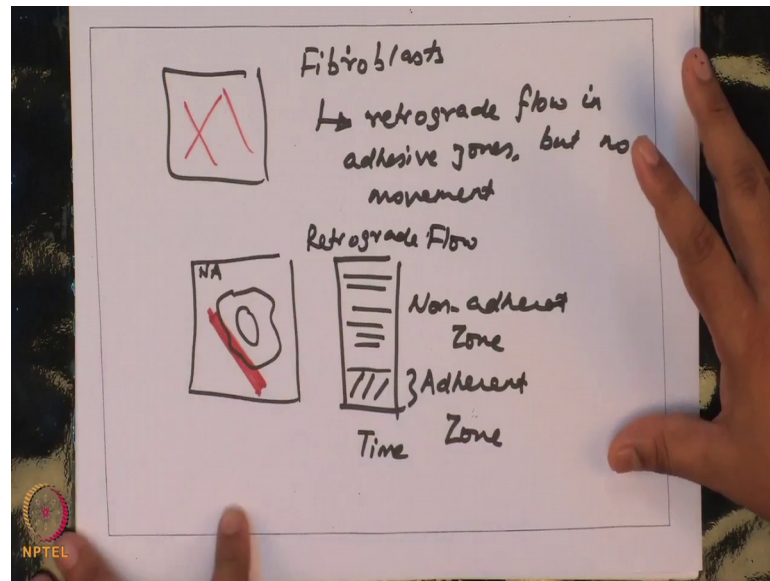 Fibroblasts
↳ retrograde flow in
adhesive zones, but no
movement
Retrograde Flow
NA
Non-adherent
Zone
} Adherent
Zone
Time
NPTEL